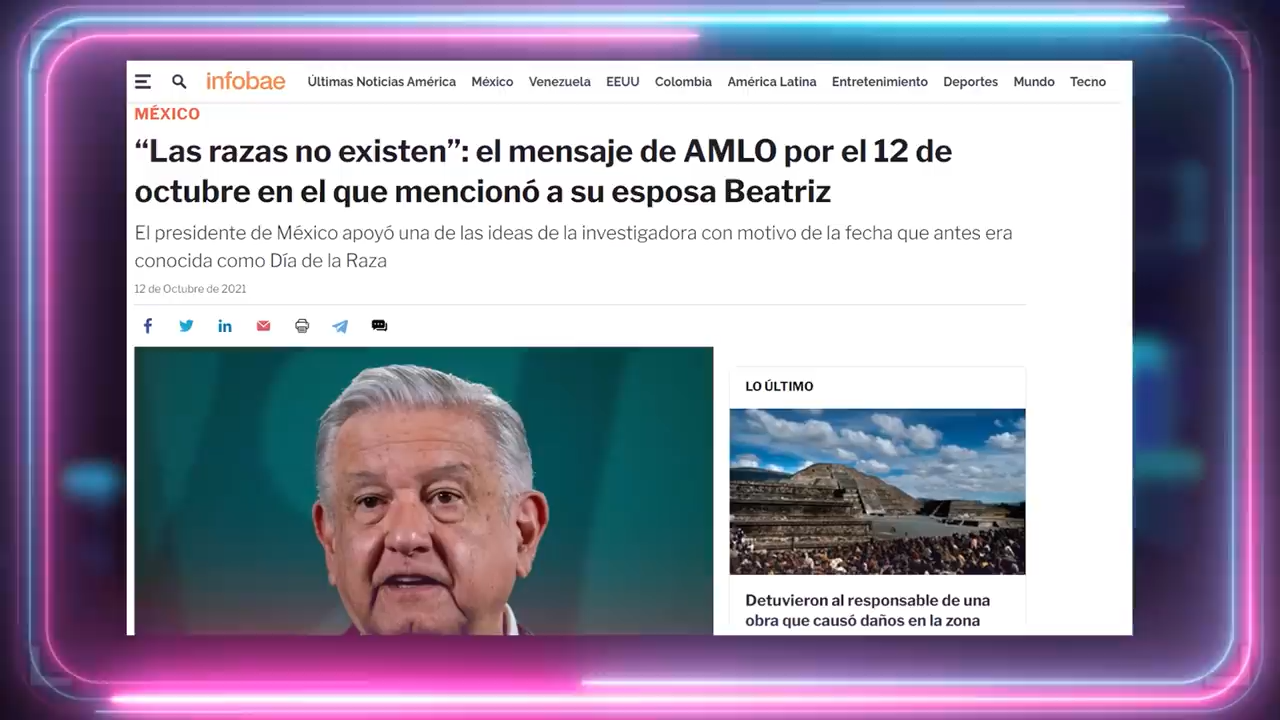 infobae Últimas Noticias América México Venezuela EEUU Colombia América Latina Entretenimiento Deportes Mundo Tecno
MÉXICO
“Las razas no existen”: el mensaje de AMLO por el 12 de
octubre en el que mencionó a su esposa Beatriz
El presidente de México apoyó una de las ideas de la investigadora con motivo de la fecha que antes era
conocida como Día de la Raza
12 de Octubre de 2021
LO ÚLTIMO
Detuvieron al responsable de una
obra que causó daños en la zona